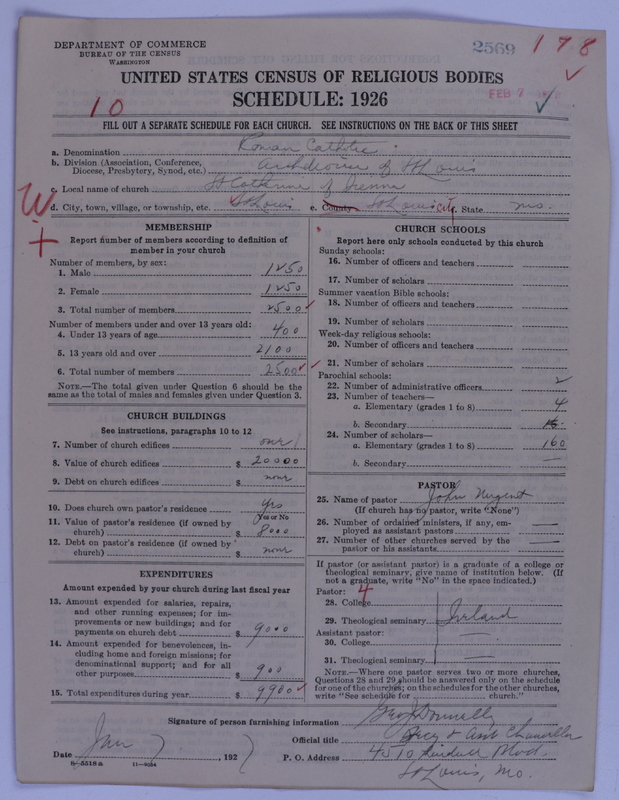 DEPARTMENT OF COMMERCE
BUREAU OF THE CENSUS
WASHINGTON
2569
178
UNITED STATES CENSUS OF RELIGIOUS BODIES
SCHEDULE: 1926
FEB 7
10
FILL OUT A SEPARATE SCHEDULE FOR EACH CHURCH. SEE INSTRUCTIONS ON THE BACK OF THIS SHEET
a. Denomination Roman Catholic
b. Division (Association, Conference, Diocese, Presbytery, Synod, etc.) Archdiocese of St Louis
c. Local name of church St Catherine of Sienna
d. City, town, village, or township, etc. St Louis e. County St Louis City f. State Mo.
W
+
MEMBERSHIP
Report number of members according to definition of
member in your church
Number of members, by sex:
1. Male 1250
2. Female 1250
3. Total number of members 2500
Number of members under and over 13 years old:
4. Under 13 years of age 400
5. 13 years old and over 2100
6. Total number of members 2500
NOTE.—The total given under Question 6 should be the
same as the total of males and females given under Question 3.
CHURCH BUILDINGS
See instructions, paragraphs 10 to 12
7. Number of church edifices one
8. Value of church edifices $ 20000
9. Debt on church edifices $ none
10. Does church own pastor's residence? yes
Yes or No
11. Value of pastor's residence (if owned by
church) $ 8000
12. Debt on pastor's residence (if owned by
church) $ none
EXPENDITURES
Amount expended by your church during last fiscal year
13. Amount expended for salaries, repairs,
and other running expenses; for im-
provements or new buildings; and for
payments on church debt $ 9000
14. Amount expended for benevolences, in-
cluding home and foreign missions; for
denominational support; and for all
other purposes $ 900
15. Total expenditures during year $ 9900
CHURCH SCHOOLS
Report here only schools conducted by this church
Sunday schools:
16. Number of officers and teachers
17. Number of scholars
Summer vacation Bible schools:
18. Number of officers and teachers
19. Number of scholars
Week-day religious schools:
20. Number of officers and teachers
21. Number of scholars
Parochial schools:
22. Number of administrative officers 2
23. Number of teachers—
a. Elementary (grades 1 to 8) 4
b. Secondary
24. Number of scholars—
a. Elementary (grades 1 to 8) 160
b. Secondary —
PASTOR
25. Name of pastor John Nugent
(If church has no pastor, write "None")
26. Number of ordained ministers, if any, em-
ployed as assistant pastors —
27. Number of other churches served by the
pastor or his assistants —
If pastor (or assistant pastor) is a graduate of a college or
theological seminary, give name of institution below. (If
not a graduate, write "No" in the space indicated.)
Pastor: 4
28. College
29. Theological seminary Ireland
Assistant pastor:
30. College —
31. Theological seminary —
NOTE.—Where one pastor serves two or more churches,
Questions 28 and 29 should be answered only on the schedule
for one of the churches; on the schedules for the other churches,
write "See schedule for church."
Signature of person furnishing information Geo J Donnelly
Official title Secy & Asst Chancellor
Date Jan 1927 P. O. Address 4510 Lindell Blvd.
8-5518a 11-9064 St Louis, Mo.